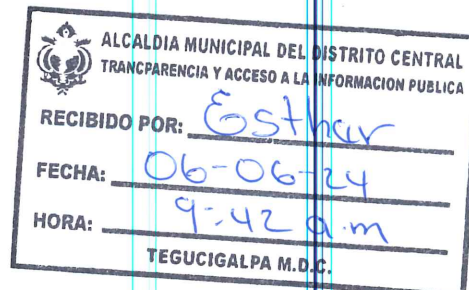 ALCALDIA MUNICIPAL DEL DISTRITO CENTRAL
TRANCPARENCIA Y ACCESO A LA INFORMACION PUBLICA
RECIBIDO POR: Esthar
FECHA: 06-06-24
HORA: 9:42 a.m
TEGUCIGALPA M.D.C.